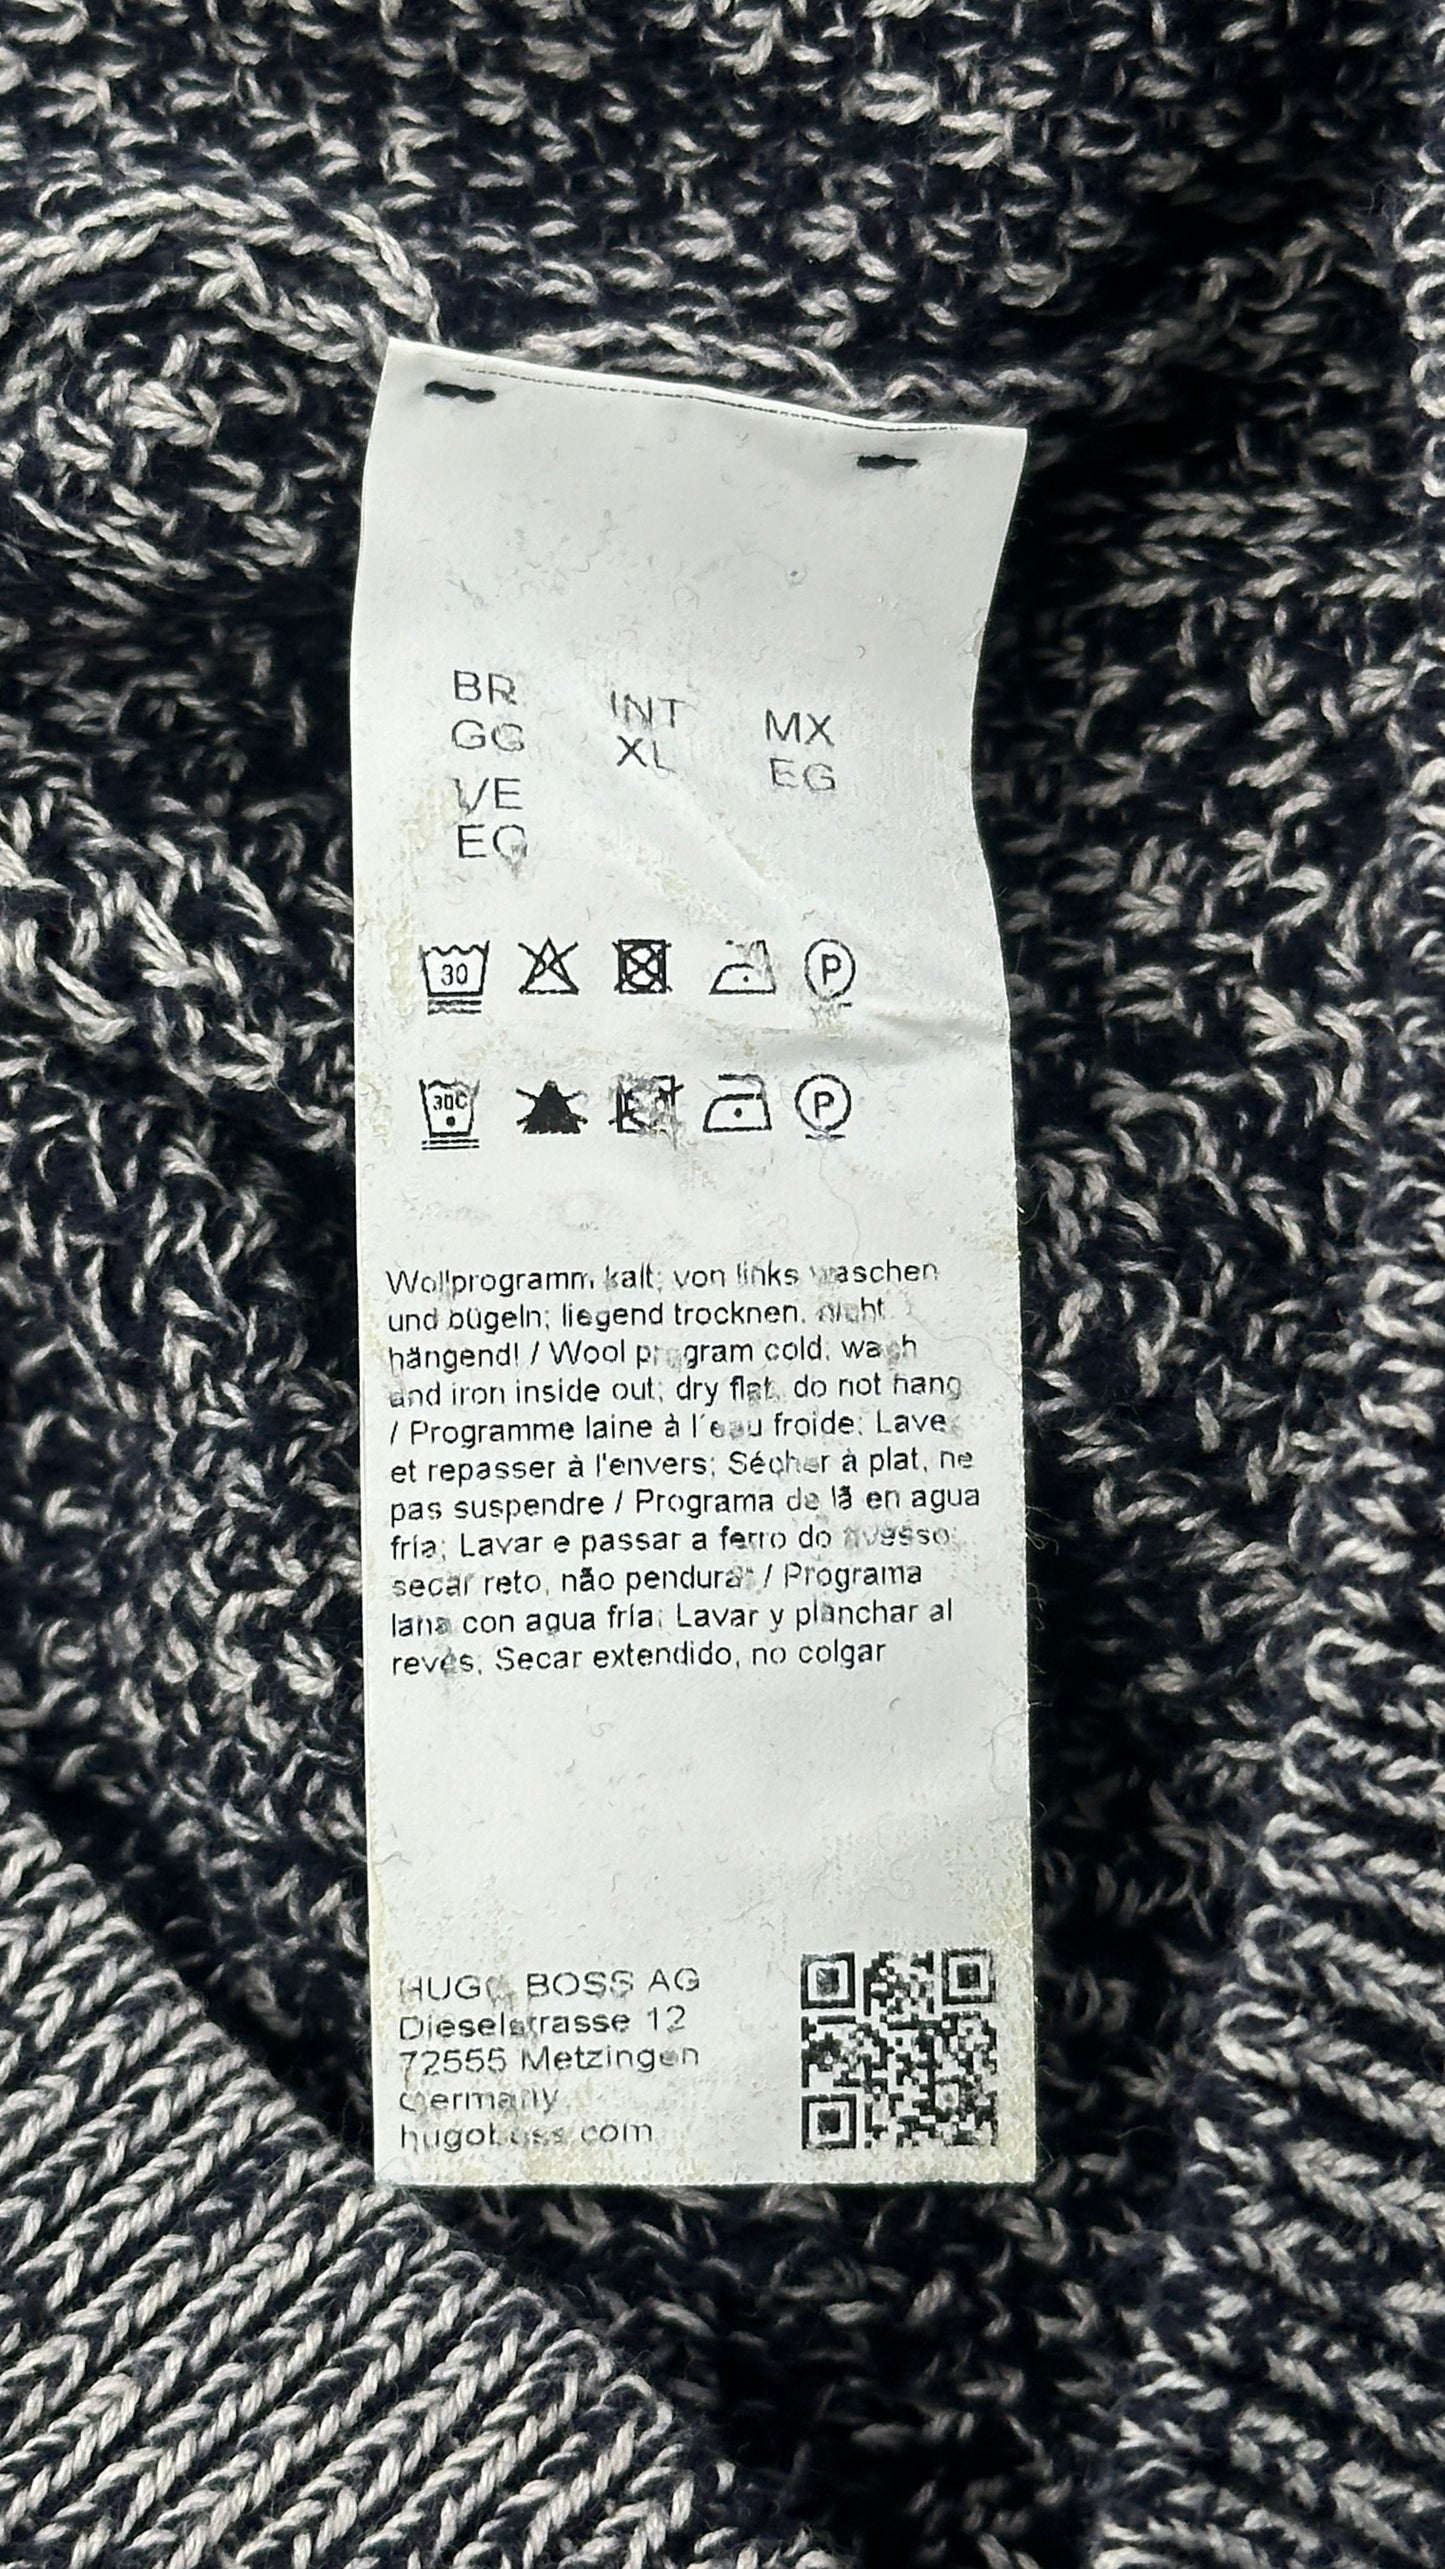 BR INT MX
GG XL EG
VE
EG
30 P
30C P
Wollprogramm kalt; von links waschen
und bügeln; liegend trocknen, nicht
hängend! / Wool program cold; wash
and iron inside out; dry flat, do not hang
/ Programme laine à l´eau froide; Laver
et repasser à l'envers; Sécher à plat, ne
pas suspendre / Programa de lã en agua
fría; Lavar e passar a ferro do avesso;
secar reto, não pendurar / Programa
lana con agua fría; Lavar y planchar al
revés; Secar extendido, no colgar
HUGO BOSS AG
Dieselstrasse 12
72555 Metzingen
Germany
hugoboss.com